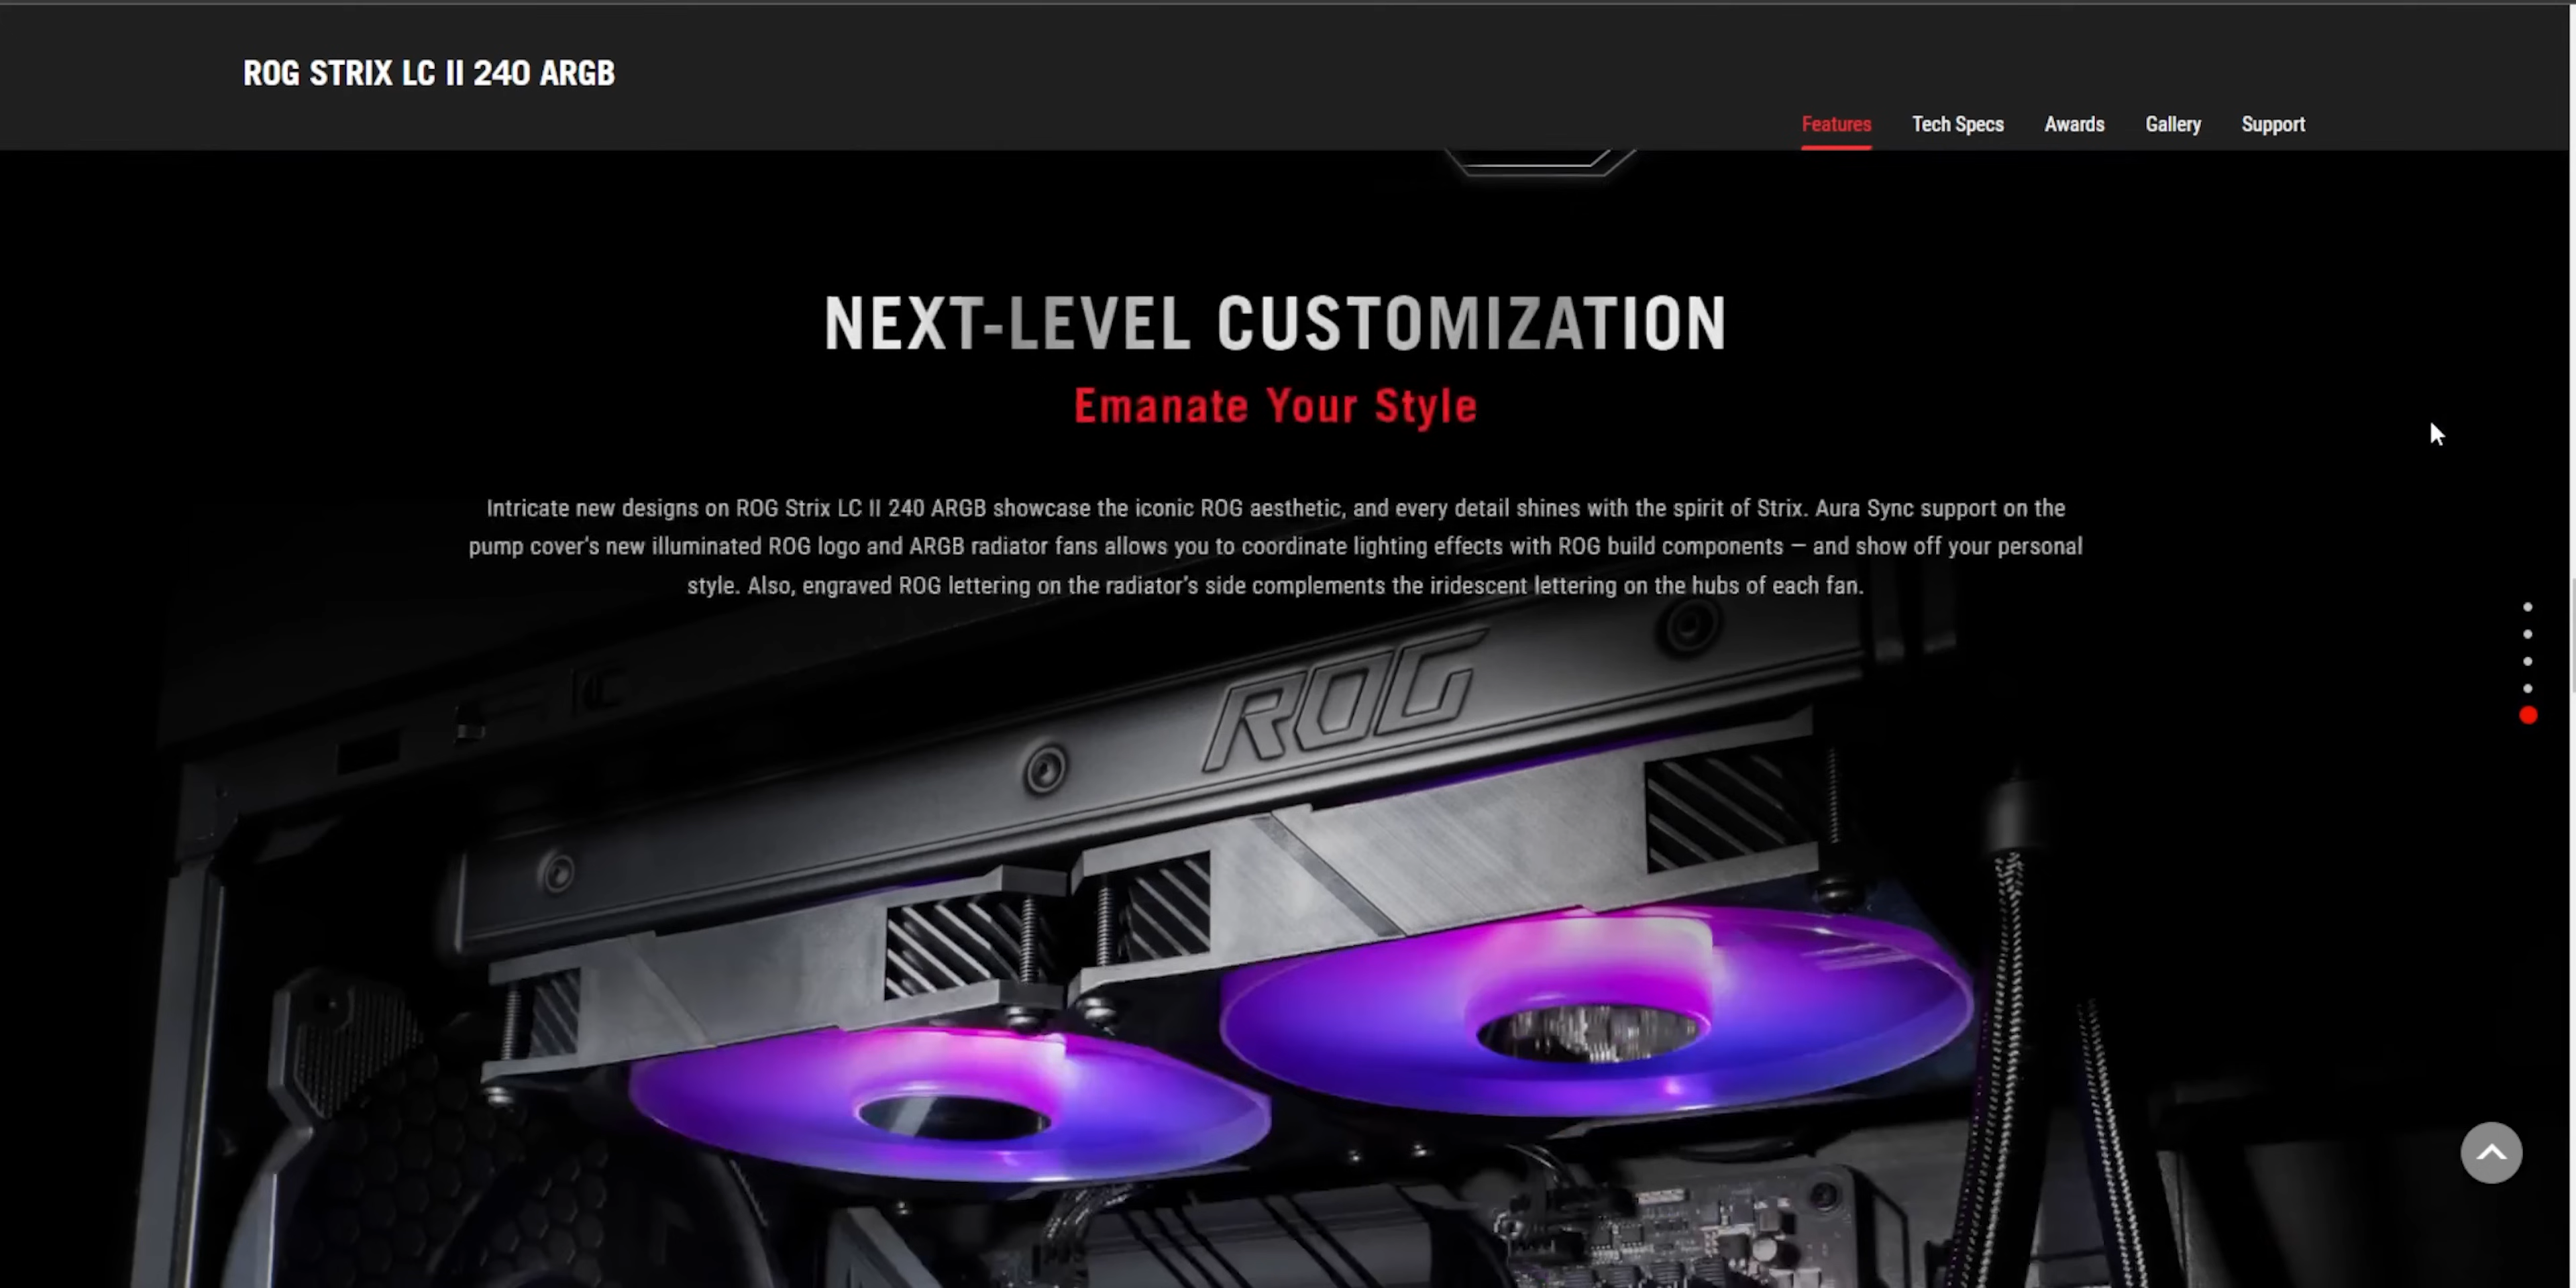 ROG STRIX LC II 240 ARGB
Features Tech Specs Awards Gallery Support
NEXT-LEVEL CUSTOMIZATION
Emanate Your Style
Intricate new designs on ROG Strix LC II 240 ARGB showcase the iconic ROG aesthetic, and every detail shines with the spirit of Strix. Aura Sync support on the
pump cover's new illuminated ROG logo and ARGB radiator fans allows you to coordinate lighting effects with ROG build components – and show off your personal
style. Also, engraved ROG lettering on the radiator's side complements the iridescent lettering on the hubs of each fan.
ROG